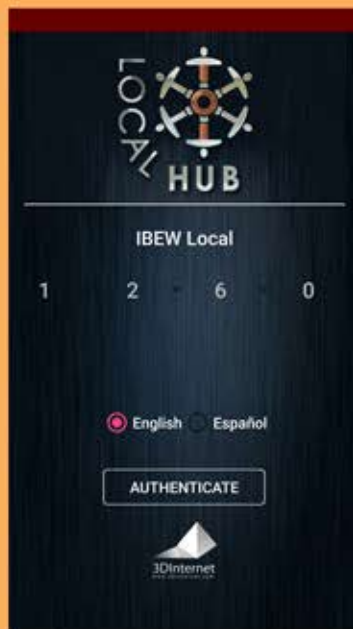 LOCAL
HUB
IBEW Local
1 2 6 0
English Español
AUTHENTICATE
3DInternet